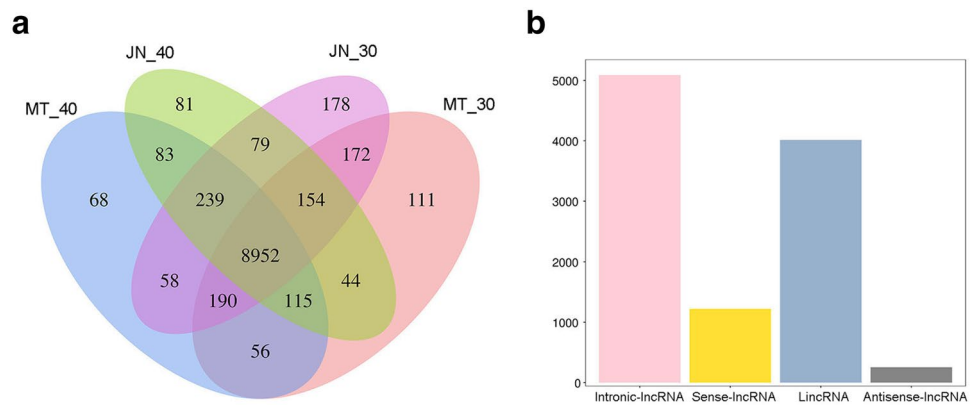 a
JN_40
JN_30
MT_40
MT_30
81
178
79
83
172
68
239
154
111
8952
58
190
115
44
56
b
5000
4000
3000
2000
1000
0
Intronic-lncRNA
Sense-lncRNA
LincRNA
Antisense-lncRNA